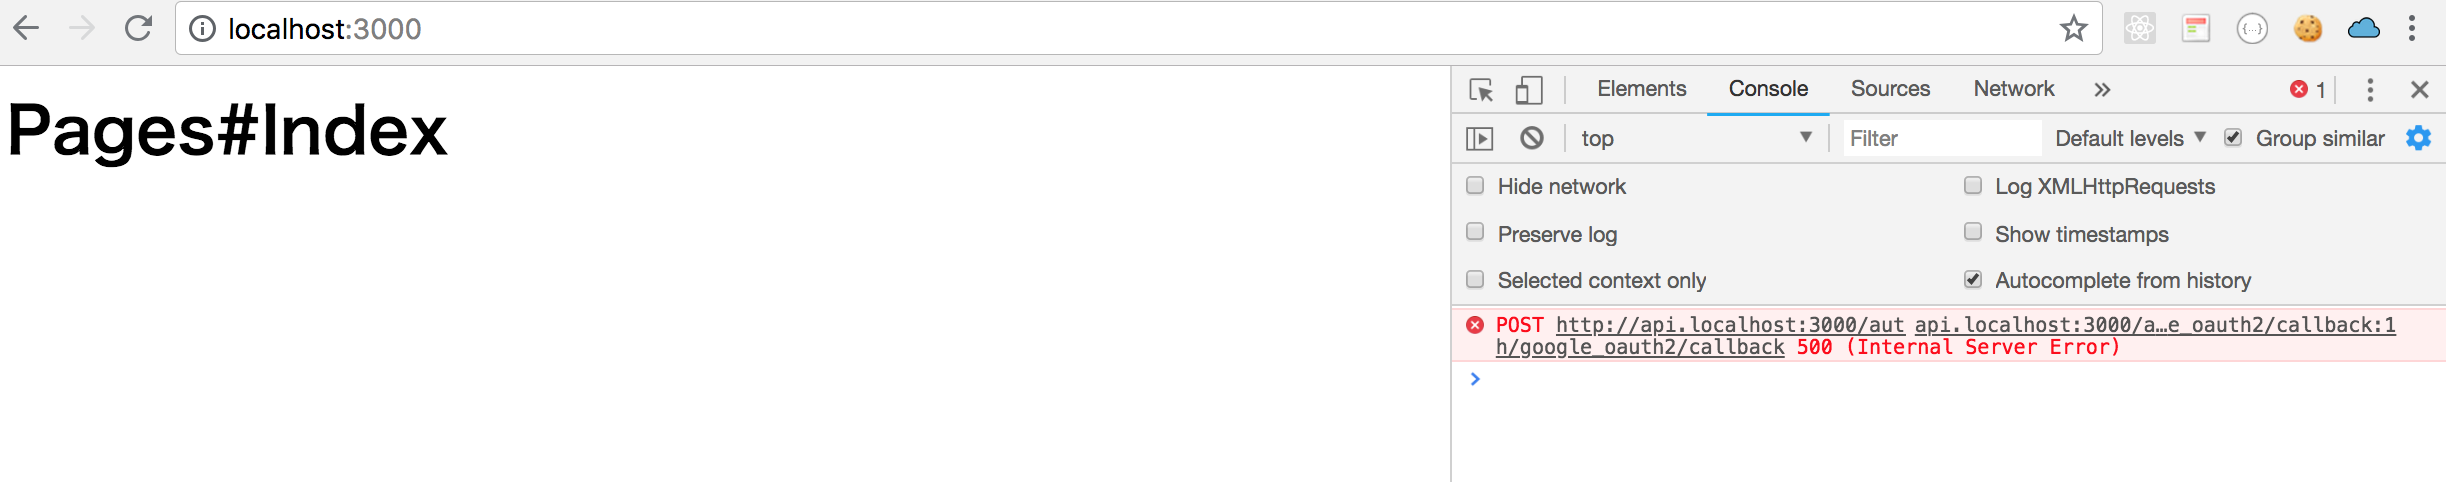 localhost:3000
Pages#Index
Elements Console Sources Network » 1
top Filter Default levels Group similar
Hide network Log XMLHttpRequests
Preserve log Show timestamps
Selected context only Autocomplete from history
POST http://api.localhost:3000/aut api.localhost:3000/a…e_oauth2/callback:1
h/google_oauth2/callback 500 (Internal Server Error)